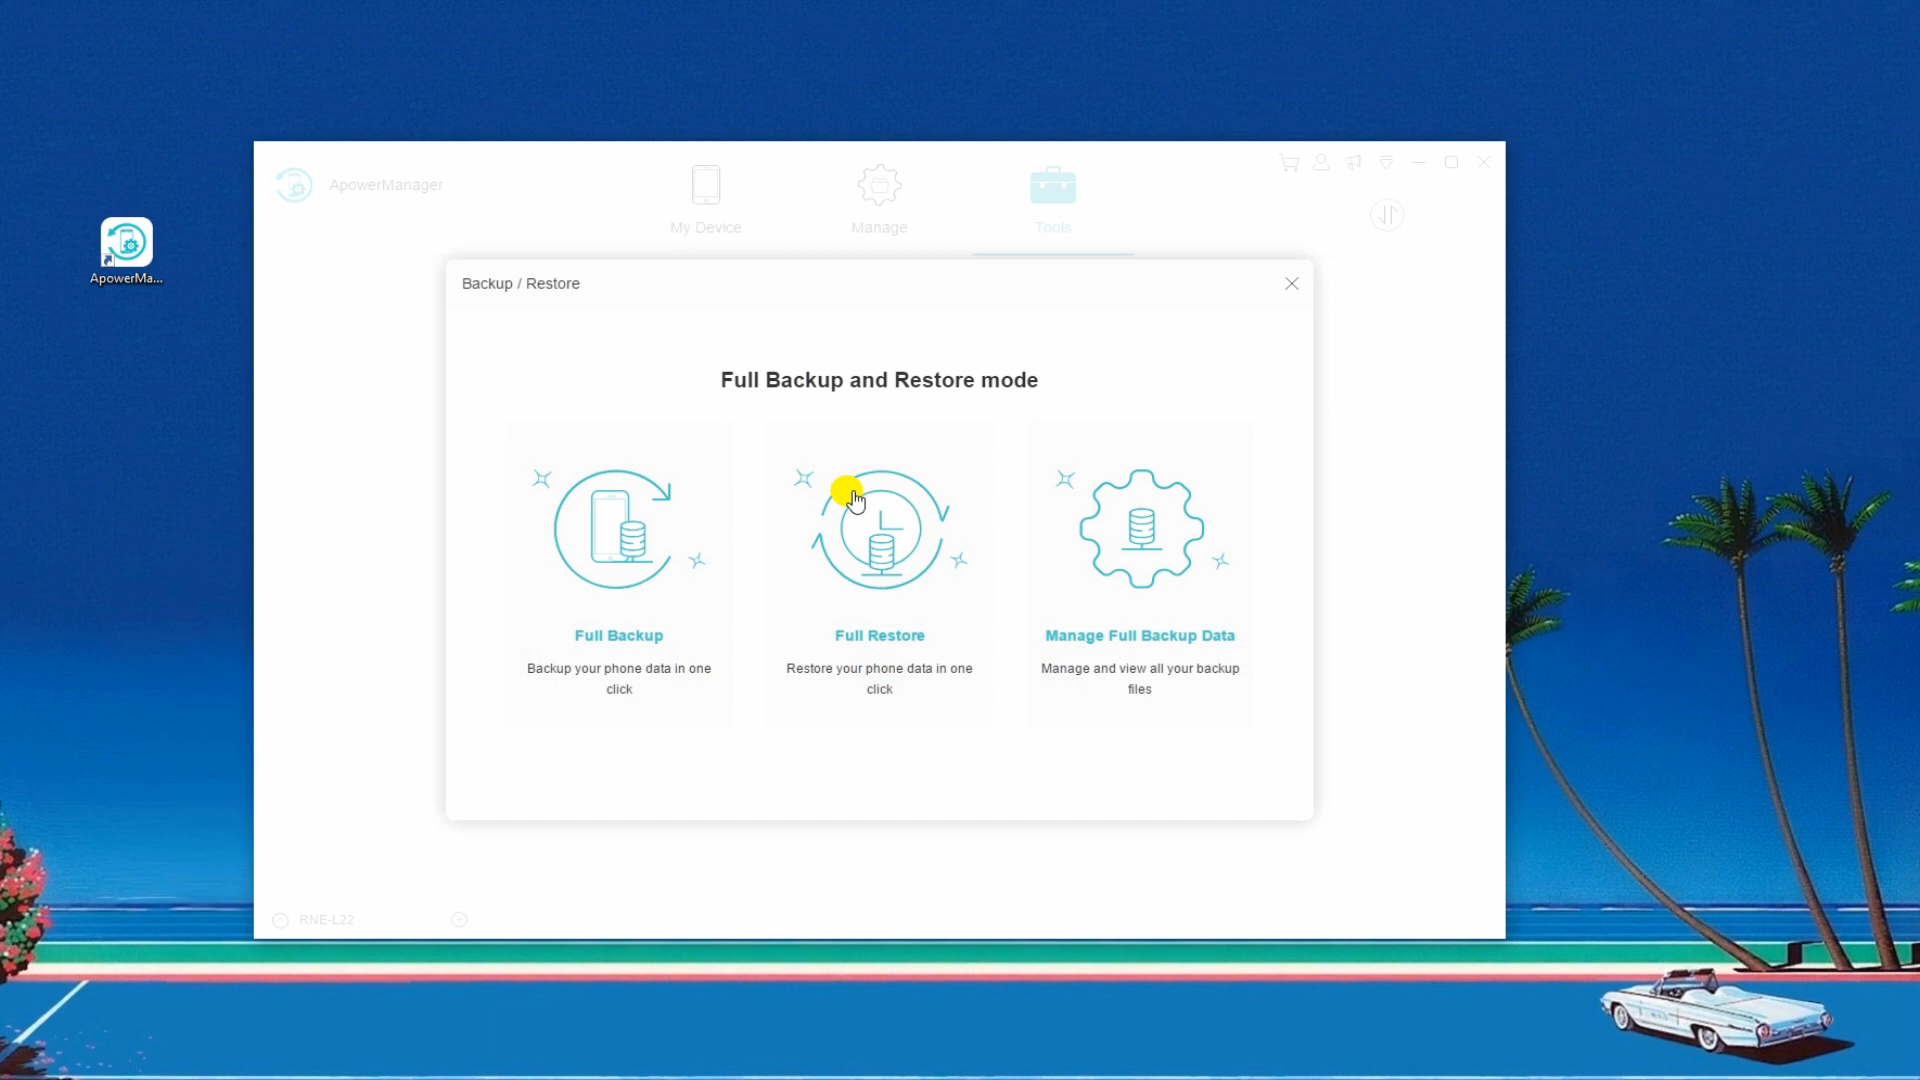 ApowerManager
My Device
Manage
Tools
ApowerMa...
Backup / Restore
Full Backup and Restore mode
Full Backup
Backup your phone data in one
click
Full Restore
Restore your phone data in one
click
Manage Full Backup Data
Manage and view all your backup
files
RNE-L22